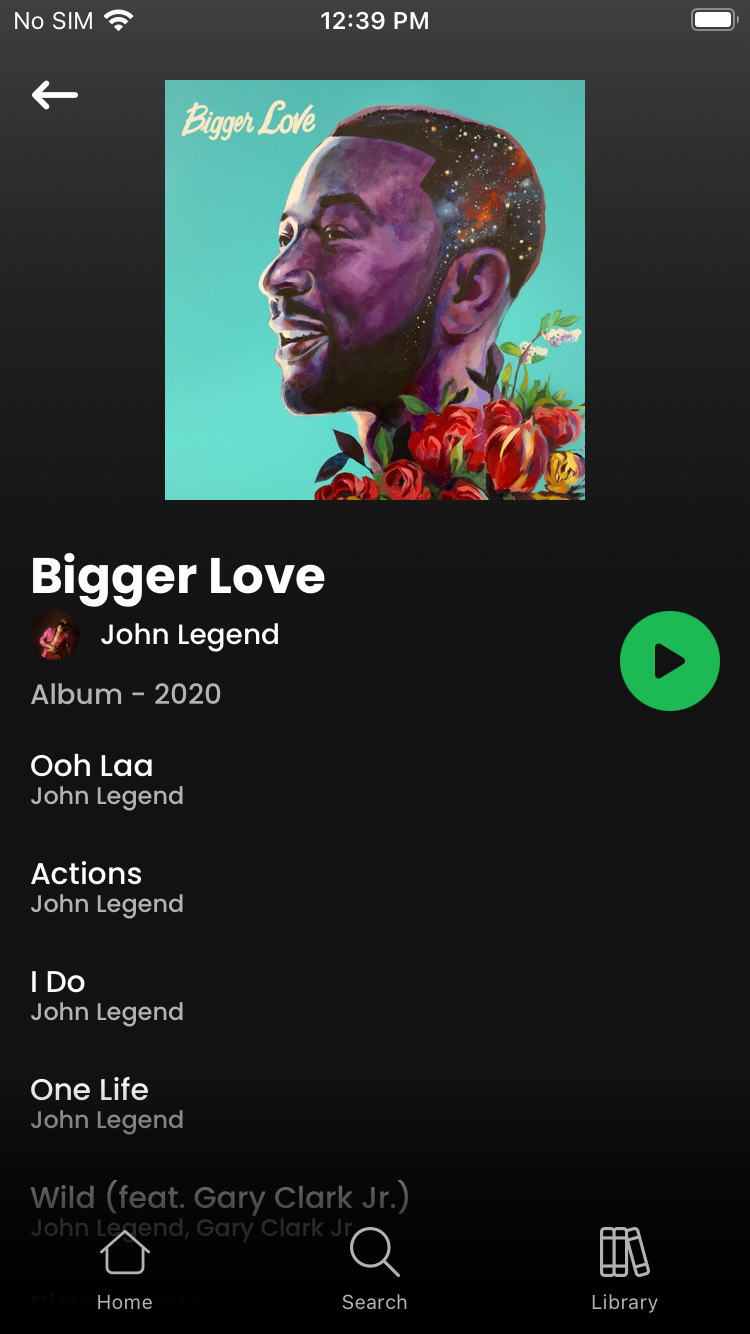 No SIM 12:39 PM
Bigger Love
Bigger Love
John Legend
Album - 2020
Ooh Laa
John Legend
Actions
John Legend
I Do
John Legend
One Life
John Legend
Wild (feat. Gary Clark Jr.)
John Legend, Gary Clark Jr.
Home Search Library